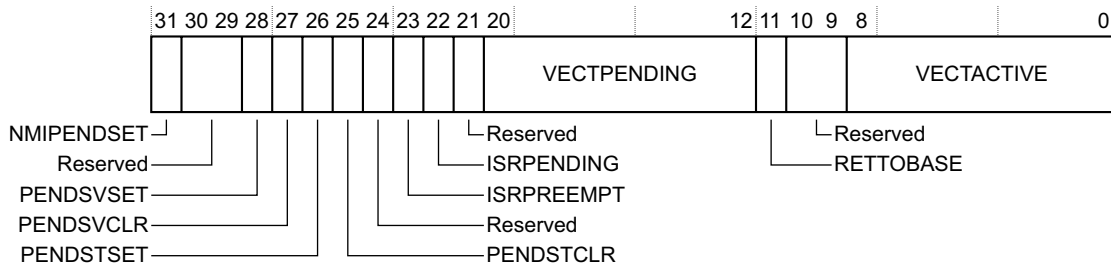 31 30 29 28 27 26 25 24 23 22 21 20 12 11 10 9 8 0
VECTPENDING VECTACTIVE
NMIPENDSET Reserved Reserved
Reserved ISRPENDING RETTOBASE
PENDSVSET ISRPREEMPT
PENDSVCLR Reserved
PENDSTSET PENDSTCLR